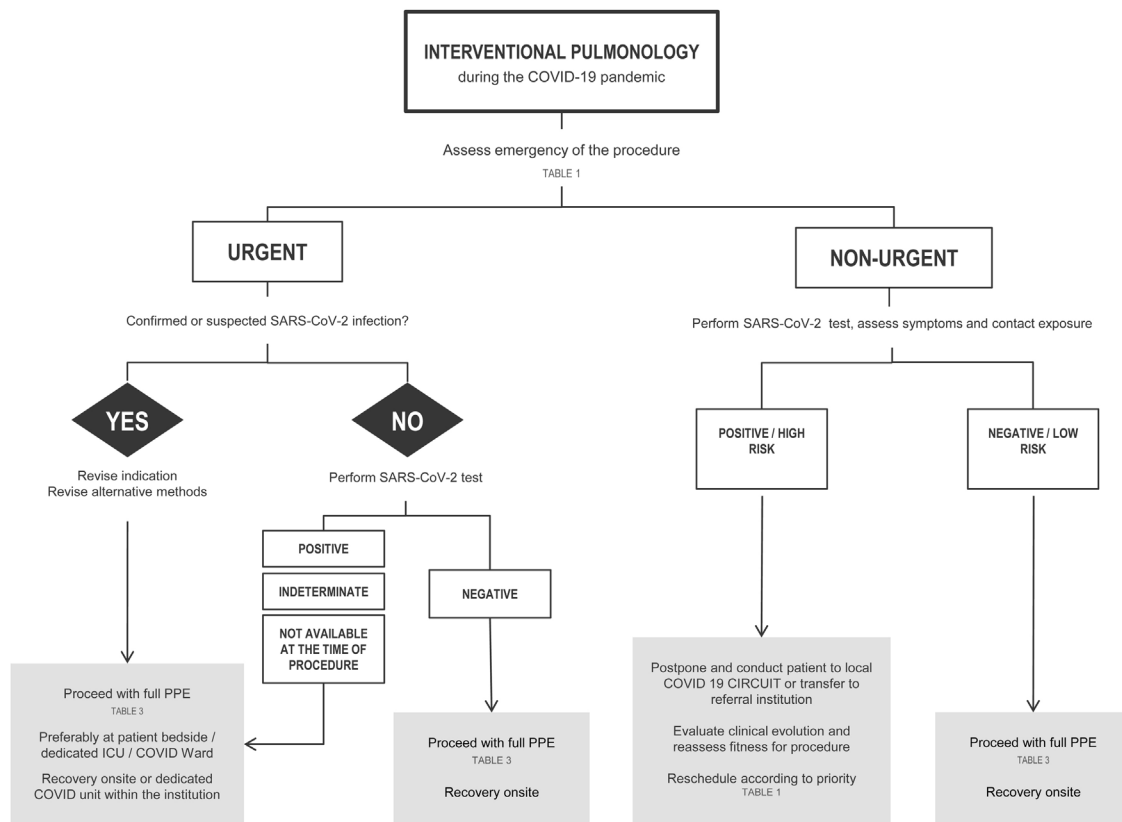 INTERVENTIONAL PULMONOLOGY
during the COVID-19 pandemic
Assess emergency of the procedure
TABLE 1
URGENT
Confirmed or suspected SARS-CoV-2 infection?
YES
Revise indication
Revise alternative methods
NO
Perform SARS-CoV-2 test
POSITIVE
INDETERMINATE
NOT AVAILABLE
AT THE TIME OF
PROCEDURE
NEGATIVE
Proceed with full PPE
TABLE 3
Preferably at patient bedside /
dedicated ICU / COVID Ward
Recovery onsite or dedicated
COVID unit within the institution
Proceed with full PPE
TABLE 3
Recovery onsite
NON-URGENT
Perform SARS-CoV-2 test, assess symptoms and contact exposure
POSITIVE / HIGH
RISK
NEGATIVE / LOW
RISK
Postpone and conduct patient to local
COVID 19 CIRCUIT or transfer to
referral institution
Evaluate clinical evolution and
reassess fitness for procedure
Reschedule according to priority
TABLE 1
Proceed with full PPE
TABLE 3
Recovery onsite